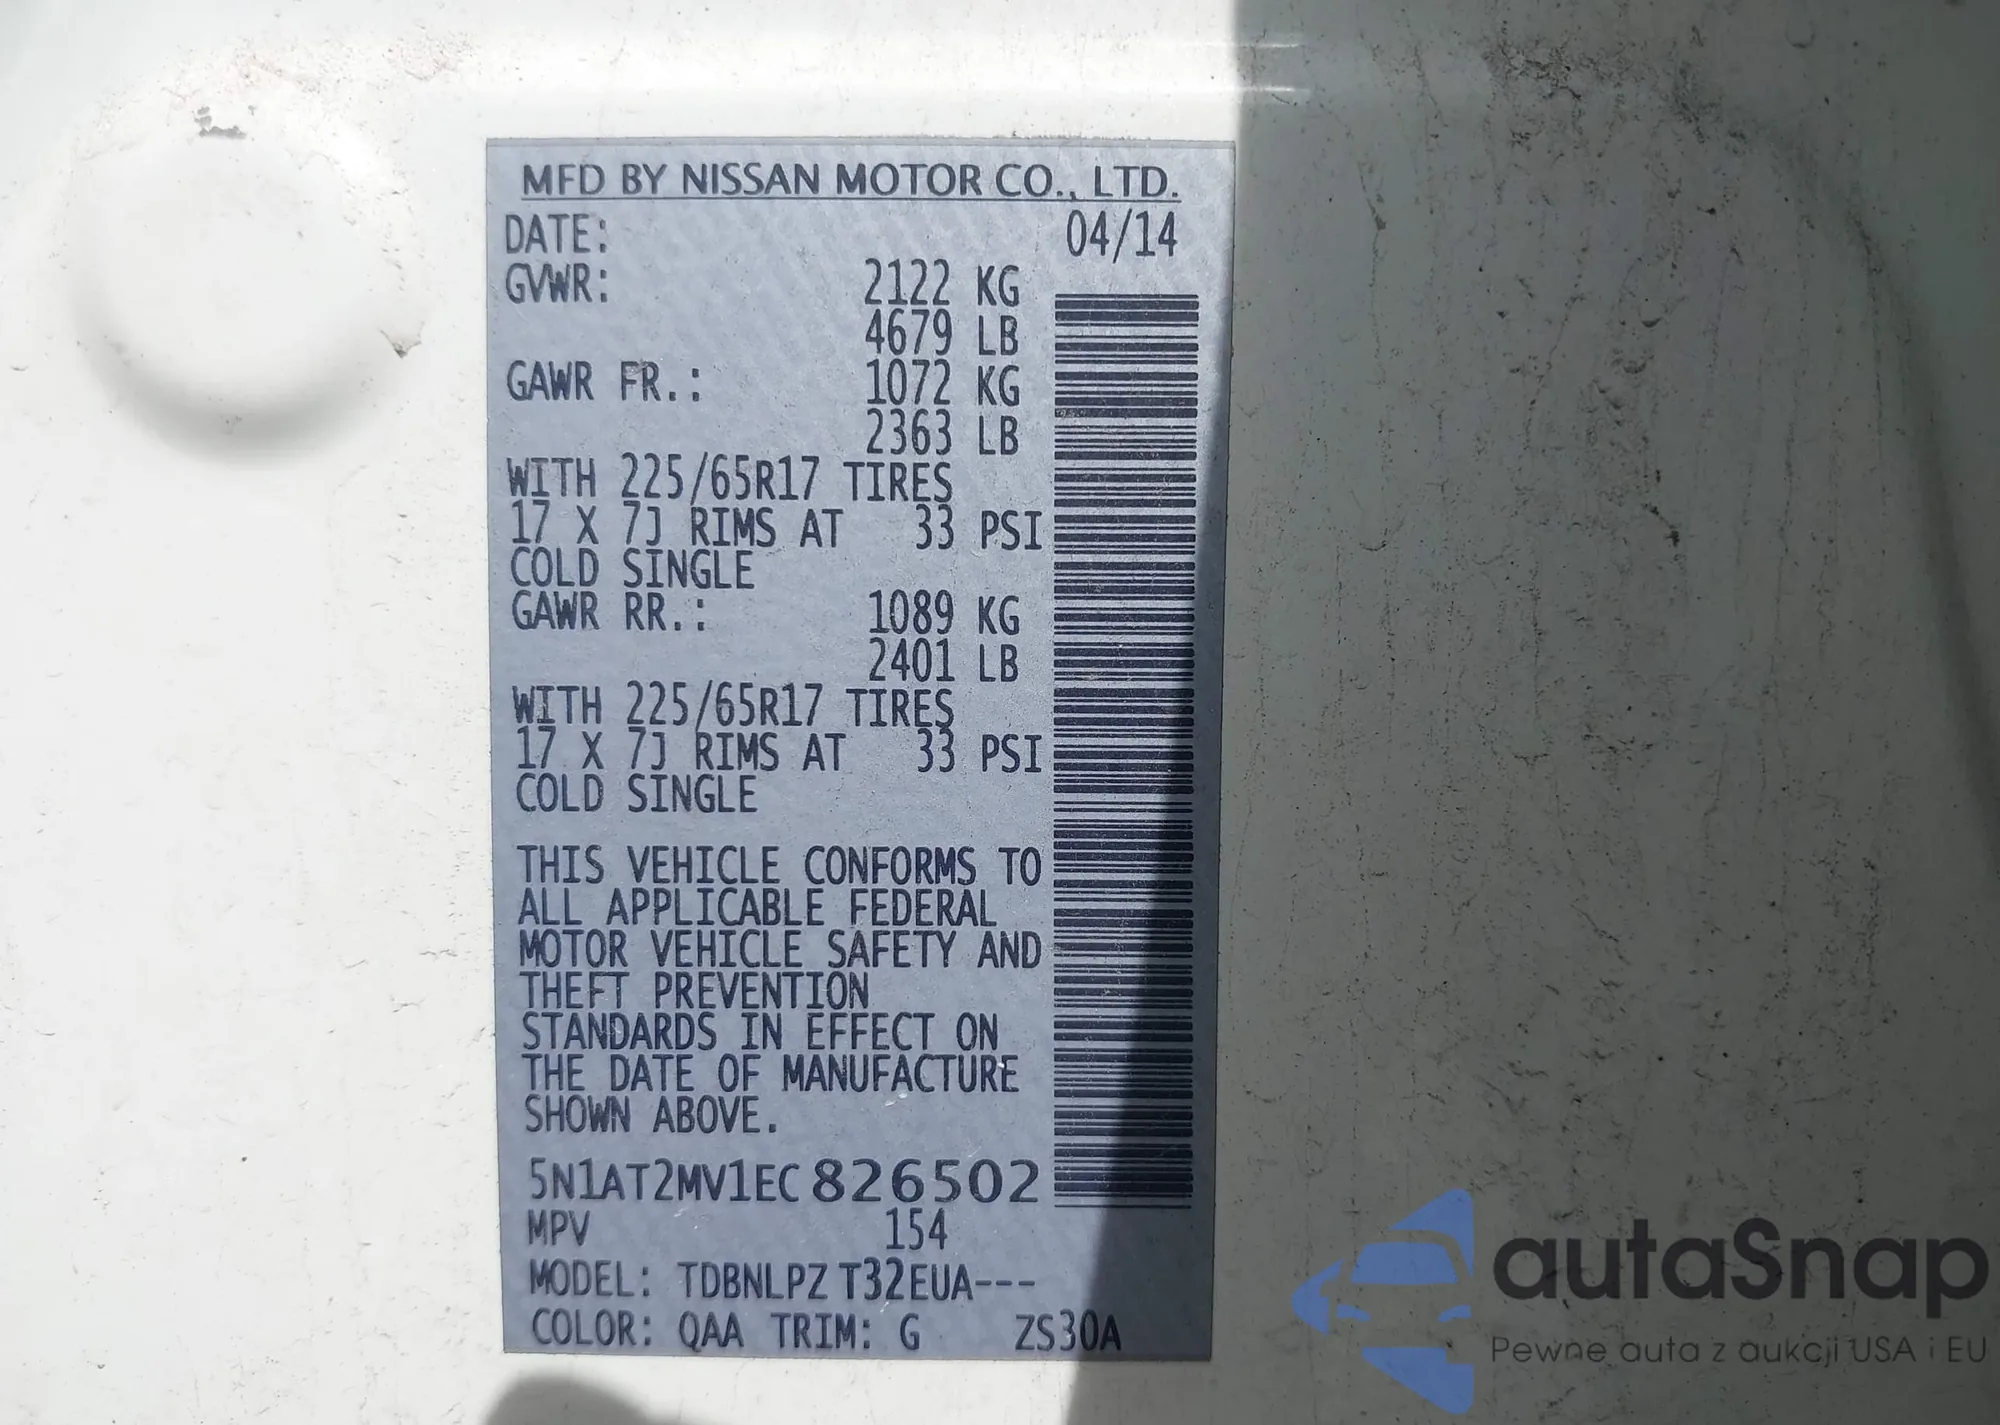 MFD BY NISSAN MOTOR CO., LTD.
DATE: 04/14
GVWR: 2122 KG
4679 LB
GAWR FR.: 1072 KG
2363 LB
WITH 225/65R17 TIRES
17 X 7J RIMS AT 33 PSI
COLD SINGLE
GAWR RR.: 1089 KG
2401 LB
WITH 225/65R17 TIRES
17 X 7J RIMS AT 33 PSI
COLD SINGLE
THIS VEHICLE CONFORMS TO
ALL APPLICABLE FEDERAL
MOTOR VEHICLE SAFETY AND
THEFT PREVENTION
STANDARDS IN EFFECT ON
THE DATE OF MANUFACTURE
SHOWN ABOVE.
5N1AT2MV1EC826502
MPV 154
MODEL: TDBNLPZ T32EUA---
COLOR: QAA TRIM: G ZS30A
autaSnap
Pewne auta z aukcji USA i EU